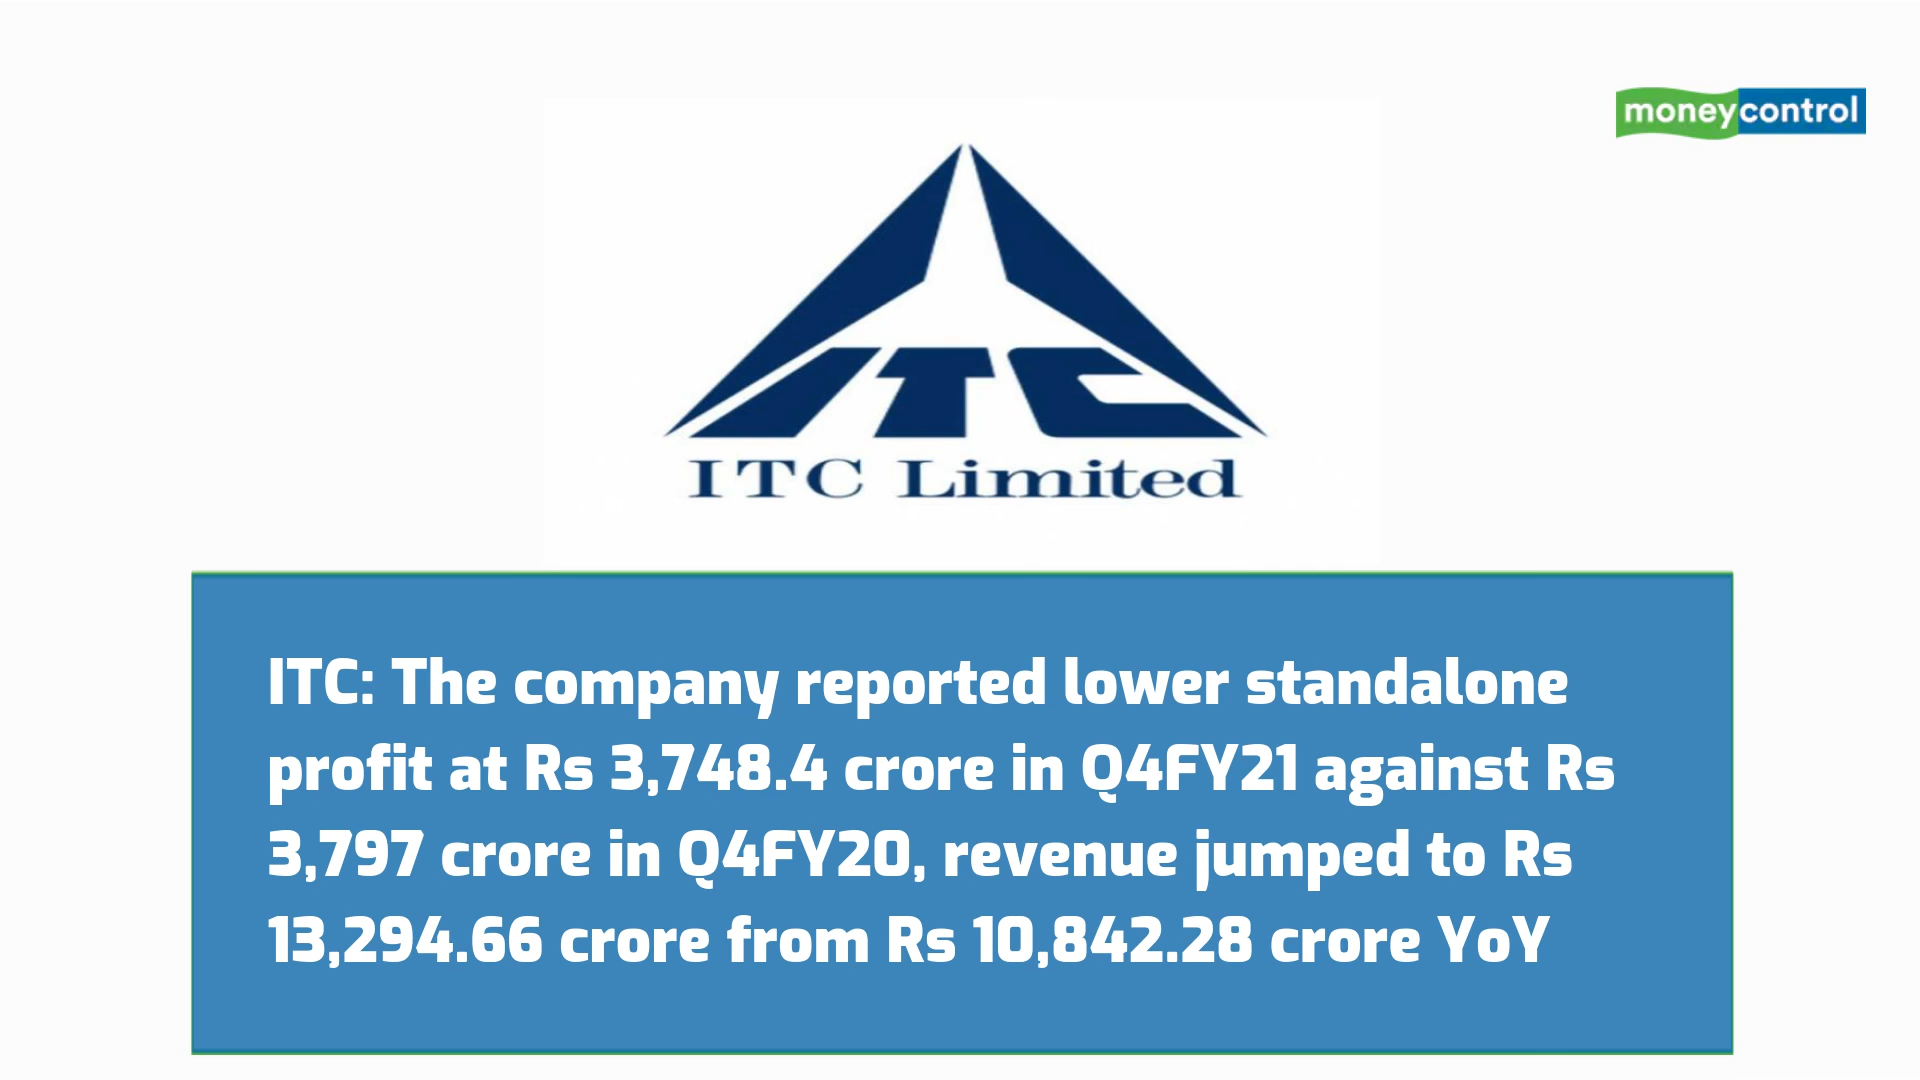 moneycontrol
ITC
ITC Limited
ITC: The company reported lower standalone
profit at Rs 3,748.4 crore in Q4FY21 against Rs
3,797 crore in Q4FY20, revenue jumped to Rs
13,294.66 crore from Rs 10,842.28 crore YoY